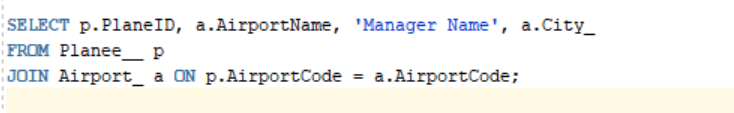 SELECT p.PlaneID, a.AirportName, 'Manager Name', a.City_
FROM Planee__ p
JOIN Airport_ a ON p.AirportCode = a.AirportCode;